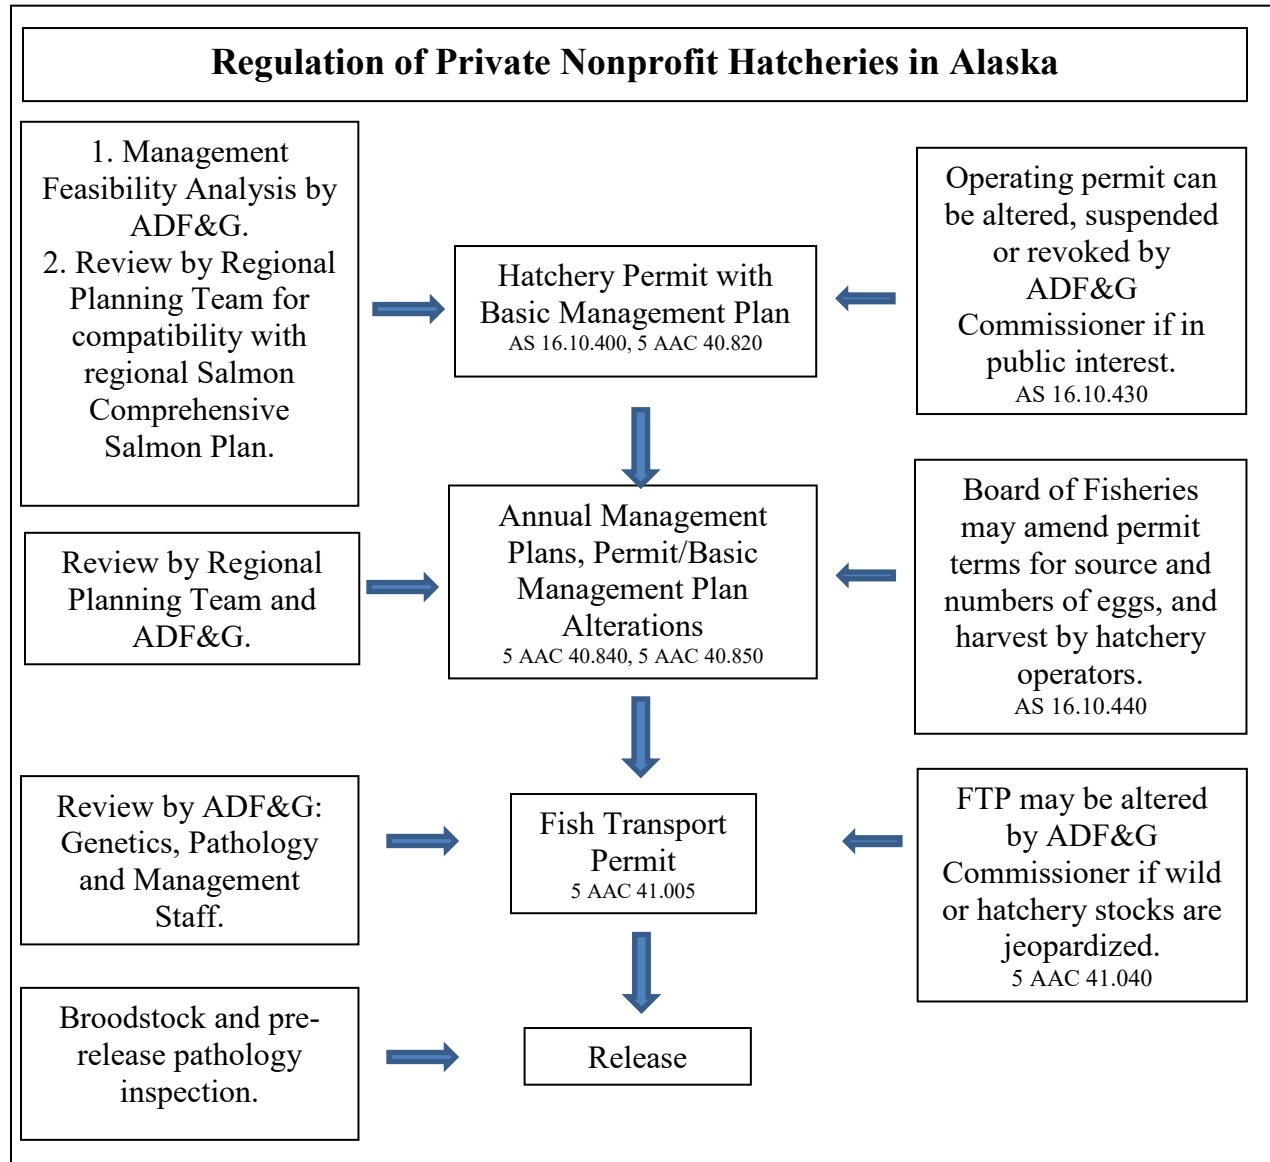 Regulation of Private Nonprofit Hatcheries in Alaska
1. Management
Feasibility Analysis by
ADF&G.
2. Review by Regional
Planning Team for
compatibility with
regional Salmon
Comprehensive
Salmon Plan.
Hatchery Permit with
Basic Management Plan
AS 16.10.400, 5 AAC 40.820
Operating permit can
be altered, suspended
or revoked by
ADF&G
Commissioner if in
public interest.
AS 16.10.430
Review by Regional
Planning Team and
ADF&G.
Annual Management
Plans, Permit/Basic
Management Plan
Alterations
5 AAC 40.840, 5 AAC 40.850
Board of Fisheries
may amend permit
terms for source and
numbers of eggs, and
harvest by hatchery
operators.
AS 16.10.440
Review by ADF&G:
Genetics, Pathology
and Management
Staff.
Fish Transport
Permit
5 AAC 41.005
FTP may be altered
by ADF&G
Commissioner if wild
or hatchery stocks are
jeopardized.
5 AAC 41.040
Broodstock and pre-
release pathology
inspection.
Release